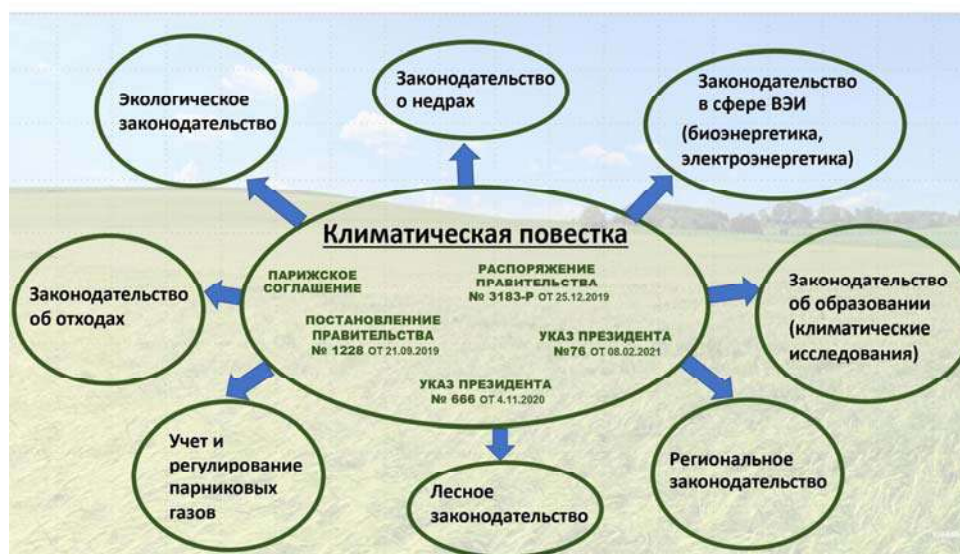 Экологическое
законодательство
Законодательство
о недрах
Законодательство
в сфере ВЭИ
(биоэнергетика,
электроэнергетика)
Климатическая повестка
ПАРИЖСКОЕ
СОГЛАШЕНИЕ
РАСПОРЯЖЕНИЕ
ПРАВИТЕЛЬСТВА
№ 3183-Р ОТ 25.12.2019
ПОСТАНОВЛЕННИЕ
ПРАВИТЕЛЬСТВА
№ 1228 ОТ 21.09.2019
УКАЗ ПРЕЗИДЕНТА
№76 ОТ 08.02.2021
УКАЗ ПРЕЗИДЕНТА
№ 666 ОТ 4.11.2020
Законодательство
об отходах
Законодательство
об образовании
(климатические
исследования)
Учет и
регулирование
парниковых
газов
Лесное
законодательство
Региональное
законодательство